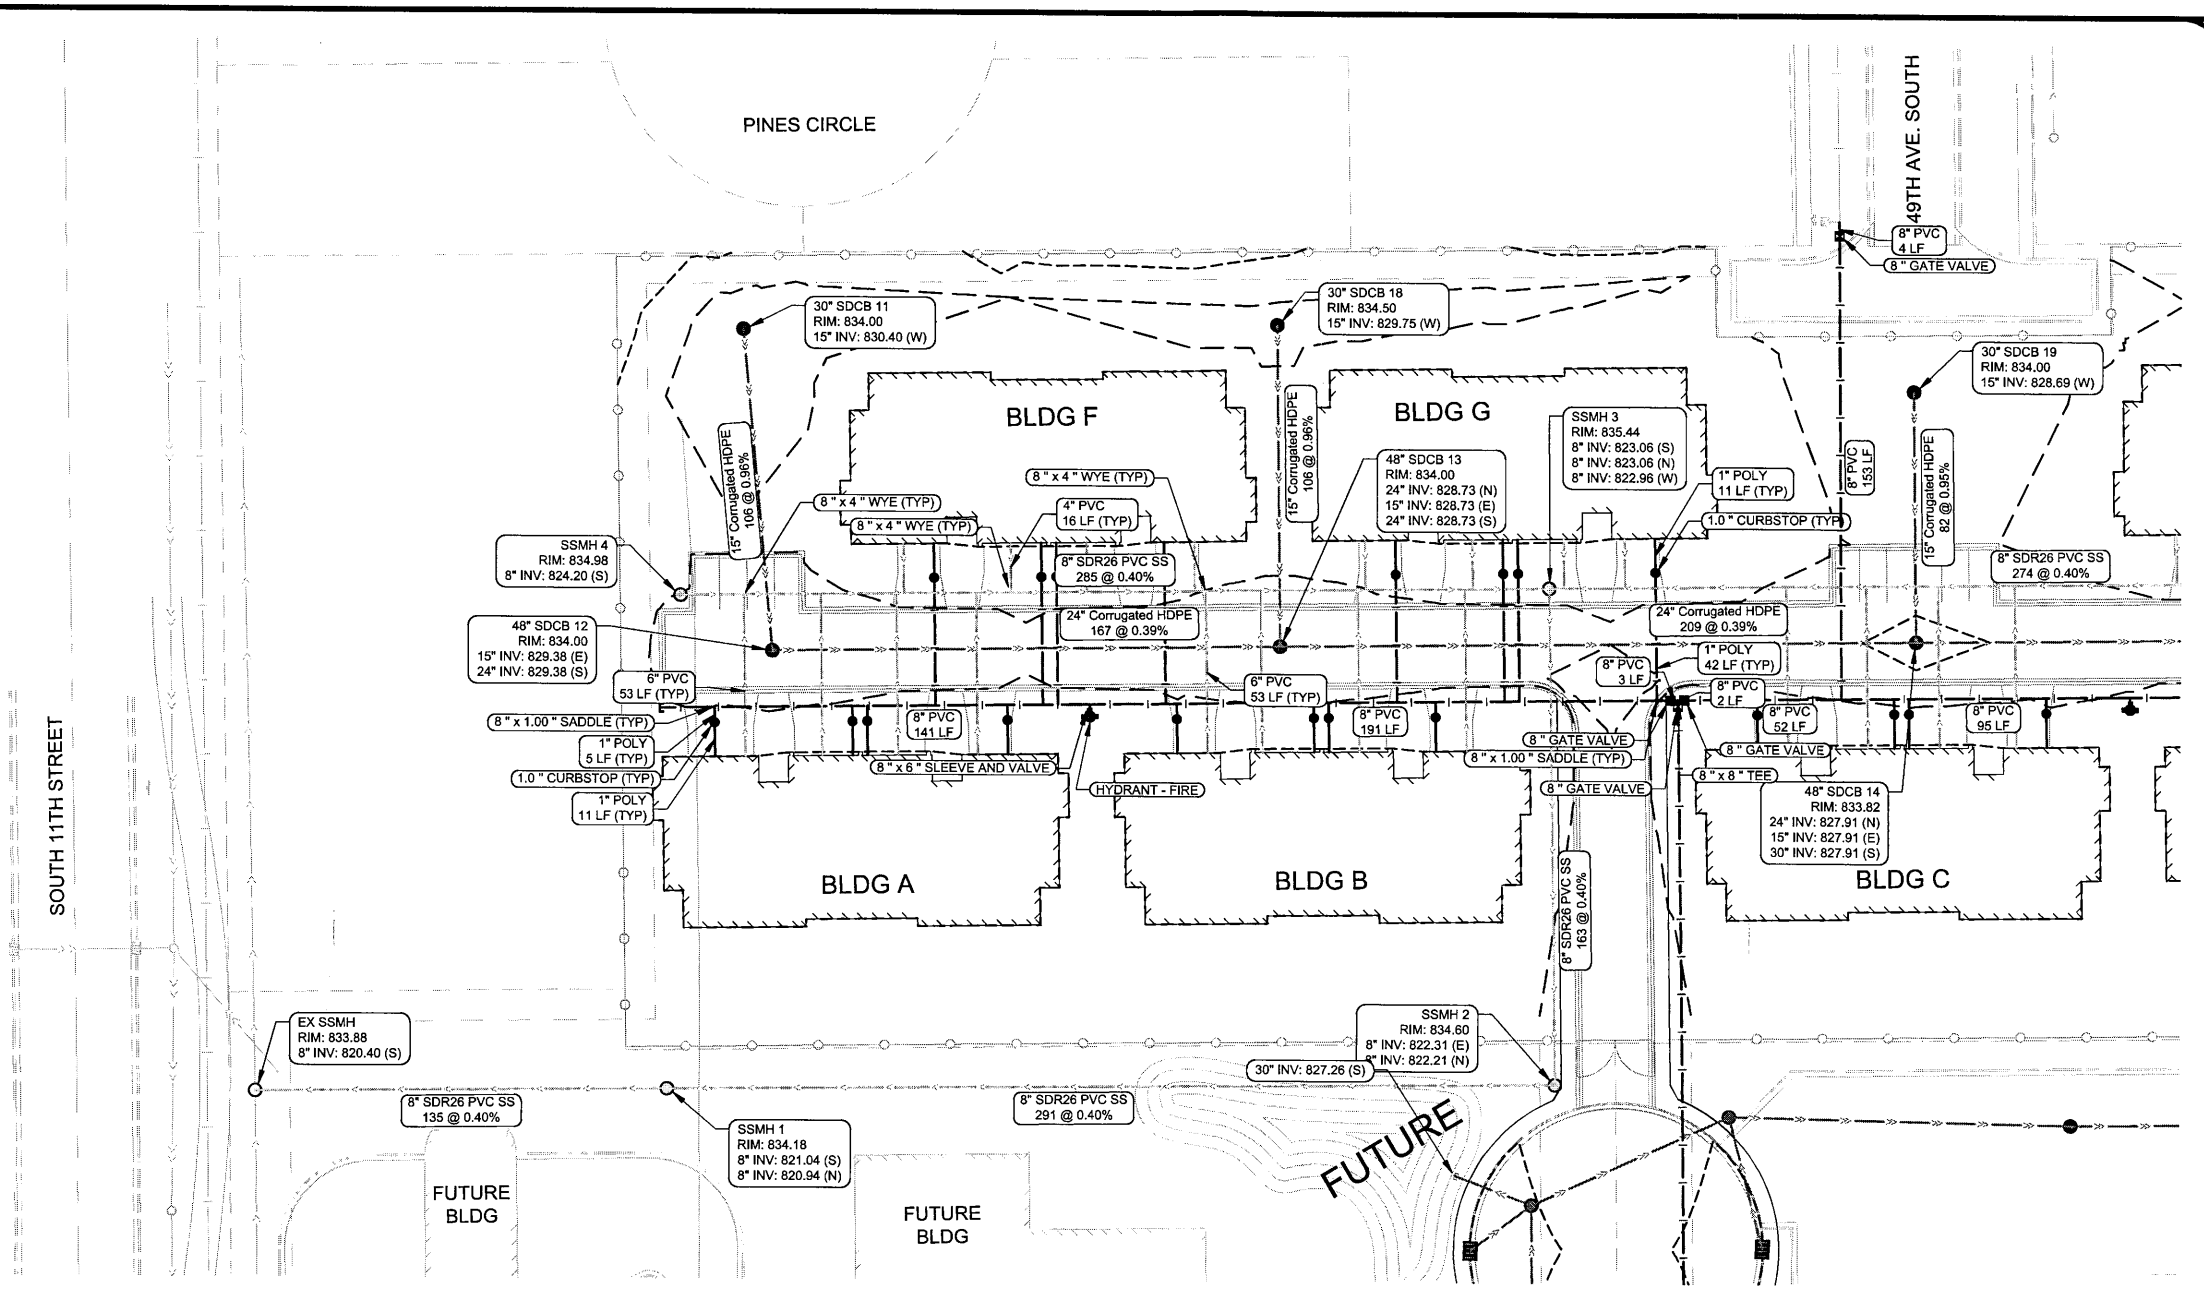 PINES CIRCLE
49TH AVE. SOUTH
8" PVC
4 LF
8 " GATE VALVE
30" SDCB 11
RIM: 834.00
15" INV: 830.40 (W)
30" SDCB 18
RIM: 834.50
15" INV: 829.75 (W)
30" SDCB 19
RIM: 834.00
15" INV: 828.69 (W)
BLDG F
BLDG G
SSMH 3
RIM: 835.44
8" INV: 823.06 (S)
8" INV: 823.06 (N)
8" INV: 822.96 (W)
15" Corrugated HDPE
106 @ 0.96%
15" Corrugated HDPE
106 @ 0.96%
48" SDCB 13
RIM: 834.00
24" INV: 828.73 (N)
15" INV: 828.73 (E)
24" INV: 828.73 (S)
8" PVC
153 LF
15" Corrugated HDPE
82 @ 0.95%
8 " x 4 " WYE (TYP)
8 " x 4 " WYE (TYP)
8 " x 4 " WYE (TYP)
4" PVC
16 LF (TYP)
1" POLY
11 LF (TYP)
1.0 " CURBSTOP (TYP)
SSMH 4
RIM: 834.98
8" INV: 824.20 (S)
8" SDR26 PVC SS
285 @ 0.40%
8" SDR26 PVC SS
274 @ 0.40%
48" SDCB 12
RIM: 834.00
15" INV: 829.38 (E)
24" INV: 829.38 (S)
24" Corrugated HDPE
167 @ 0.39%
24" Corrugated HDPE
209 @ 0.39%
6" PVC
53 LF (TYP)
6" PVC
53 LF (TYP)
8" PVC
3 LF
1" POLY
42 LF (TYP)
8" PVC
2 LF
8 " x 1.00 " SADDLE (TYP)
8" PVC
141 LF
8" PVC
191 LF
8" PVC
52 LF
8" PVC
95 LF
1" POLY
5 LF (TYP)
1.0 " CURBSTOP (TYP)
1" POLY
11 LF (TYP)
8 " x 6 " SLEEVE AND VALVE
HYDRANT - FIRE
8 " GATE VALVE
8 " x 1.00 " SADDLE (TYP)
8 " GATE VALVE
8 " GATE VALVE
8 " x 8 " TEE
48" SDCB 14
RIM: 833.82
24" INV: 827.91 (N)
15" INV: 827.91 (E)
30" INV: 827.91 (S)
SOUTH 11TH STREET
BLDG A
BLDG B
BLDG C
8" SDR26 PVC SS
163 @ 0.40%
EX SSMH
RIM: 833.88
8" INV: 820.40 (S)
SSMH 2
RIM: 834.60
8" INV: 822.31 (E)
8" INV: 822.21 (N)
30" INV: 827.26 (S)
8" SDR26 PVC SS
135 @ 0.40%
8" SDR26 PVC SS
291 @ 0.40%
SSMH 1
RIM: 834.18
8" INV: 821.04 (S)
8" INV: 820.94 (N)
FUTURE
FUTURE
BLDG
FUTURE
BLDG